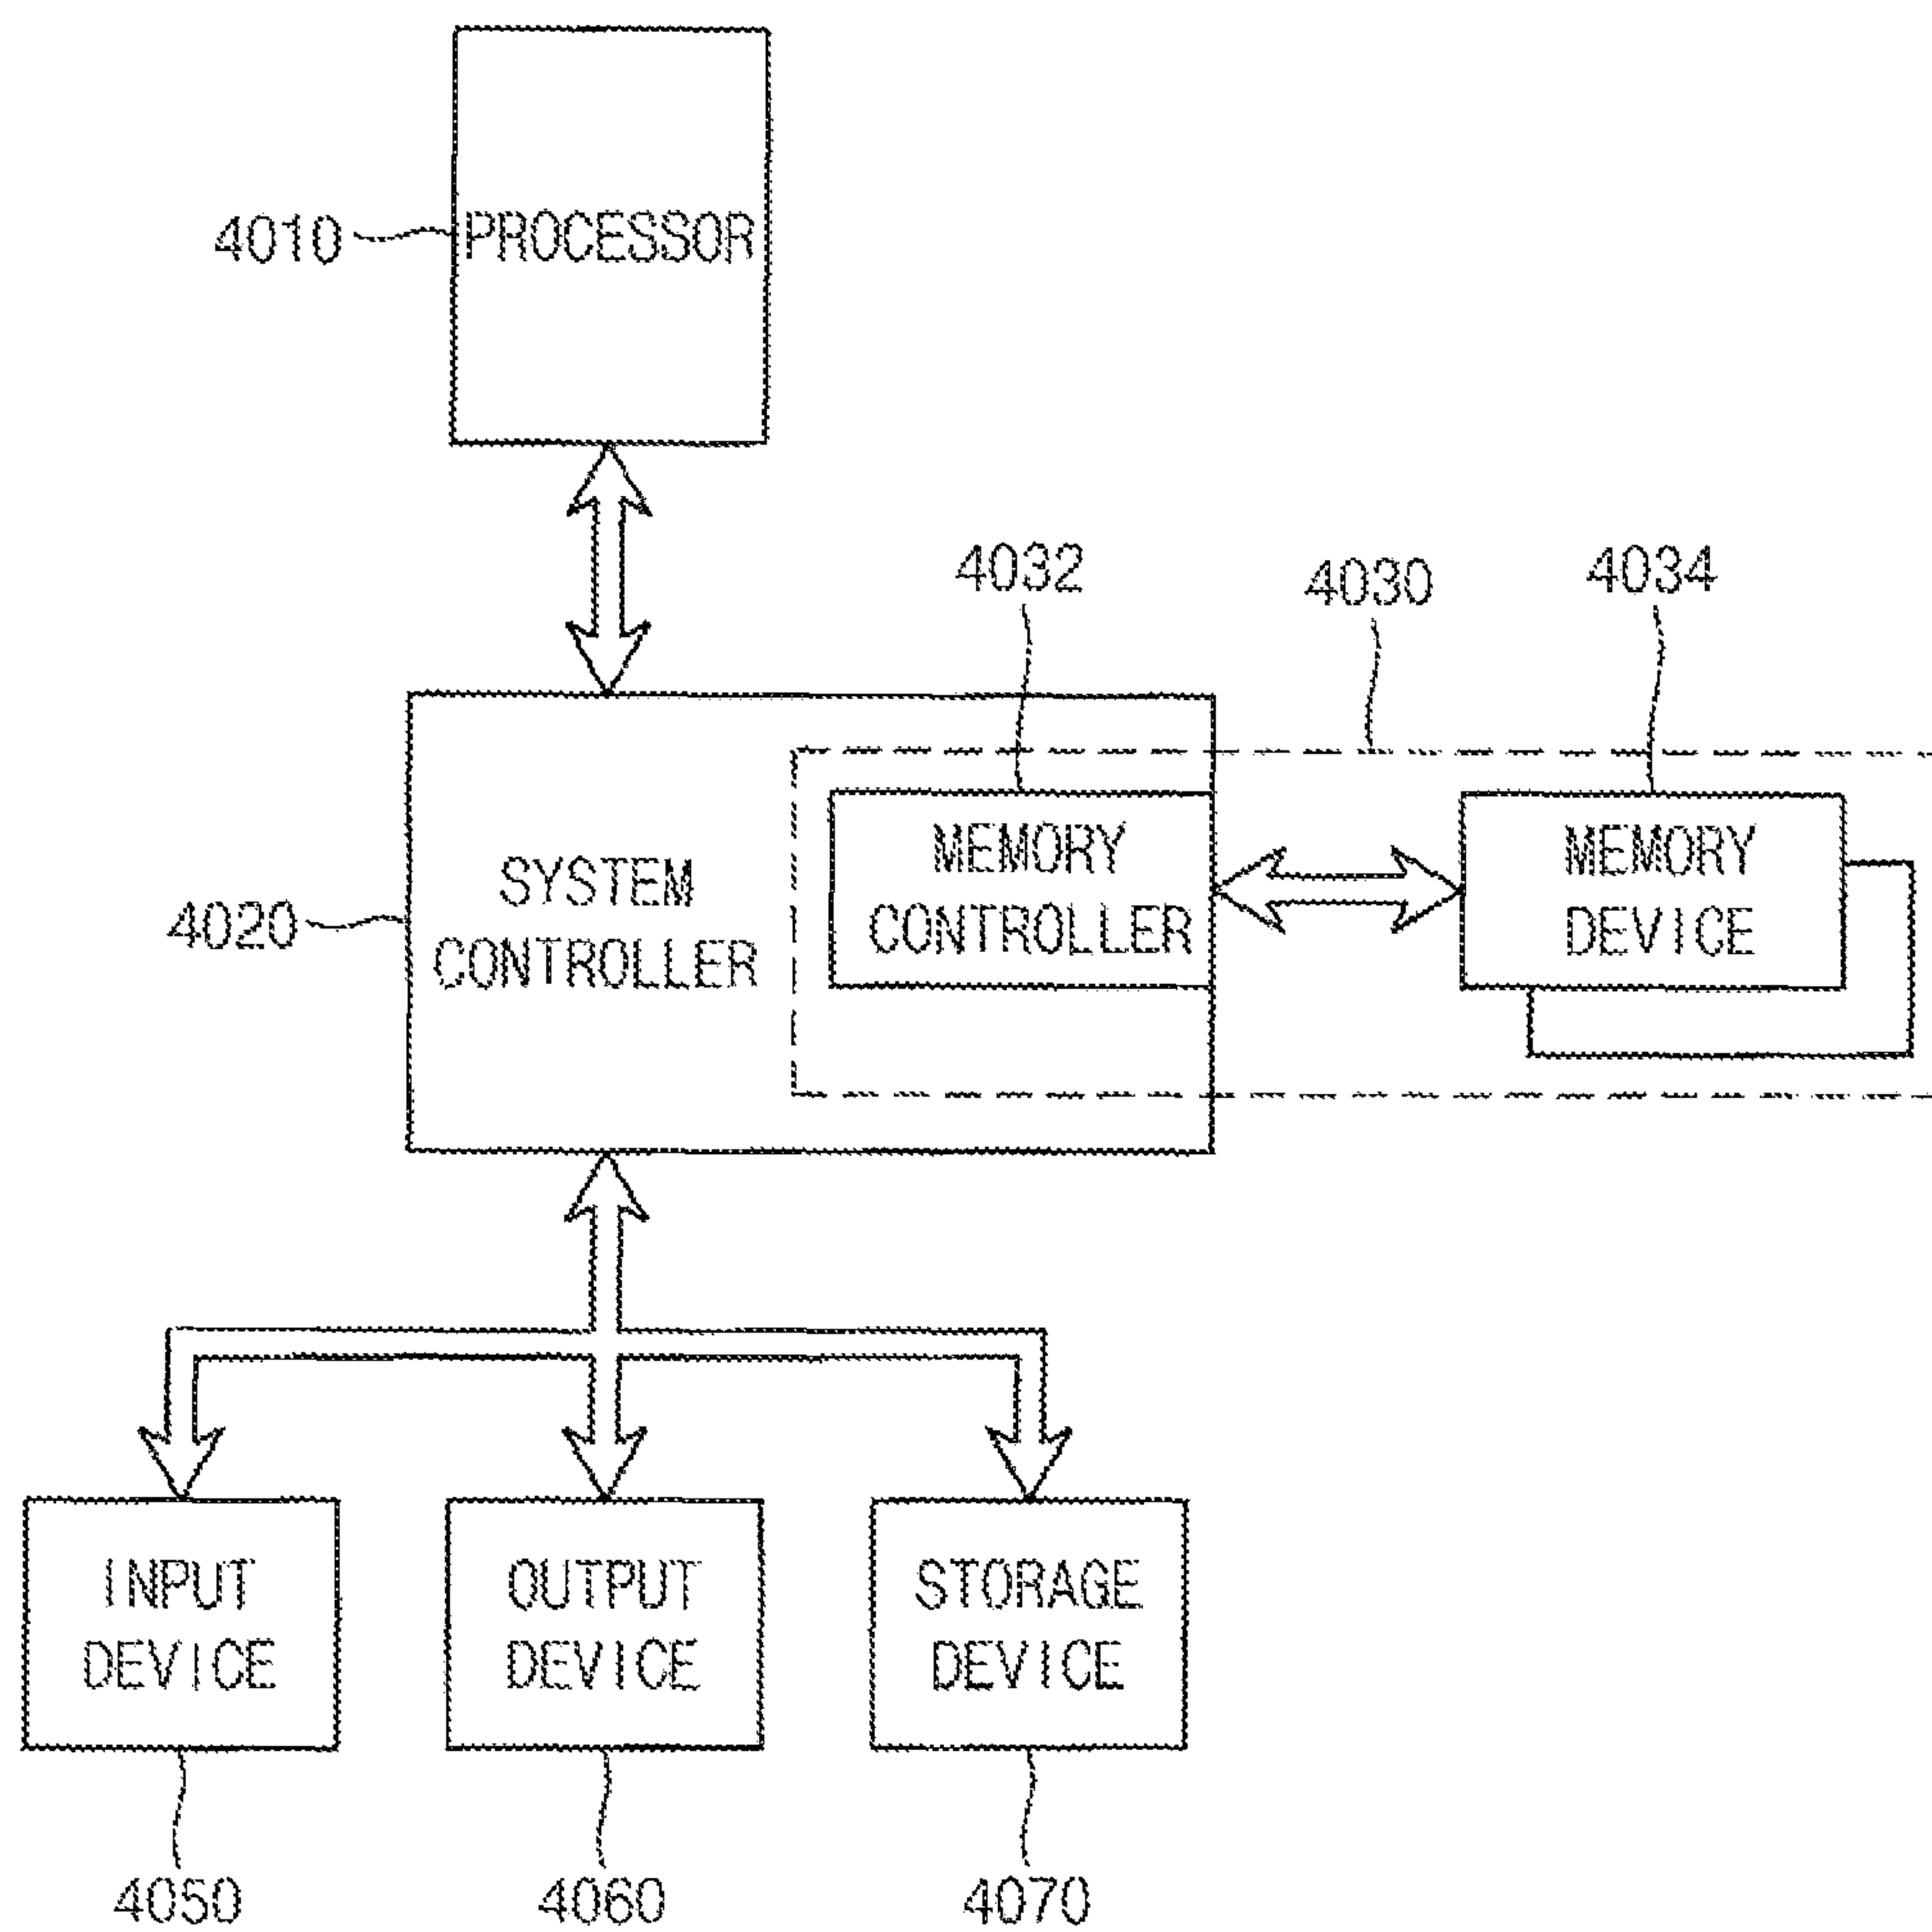 4010
PROCESSOR
4032
4030
4034
4020
SYSTEM
CONTROLLER
MEMORY
CONTROLLER
MEMORY
DEVICE
INPUT
DEVICE
OUTPUT
DEVICE
STORAGE
DEVICE
4050
4060
4070